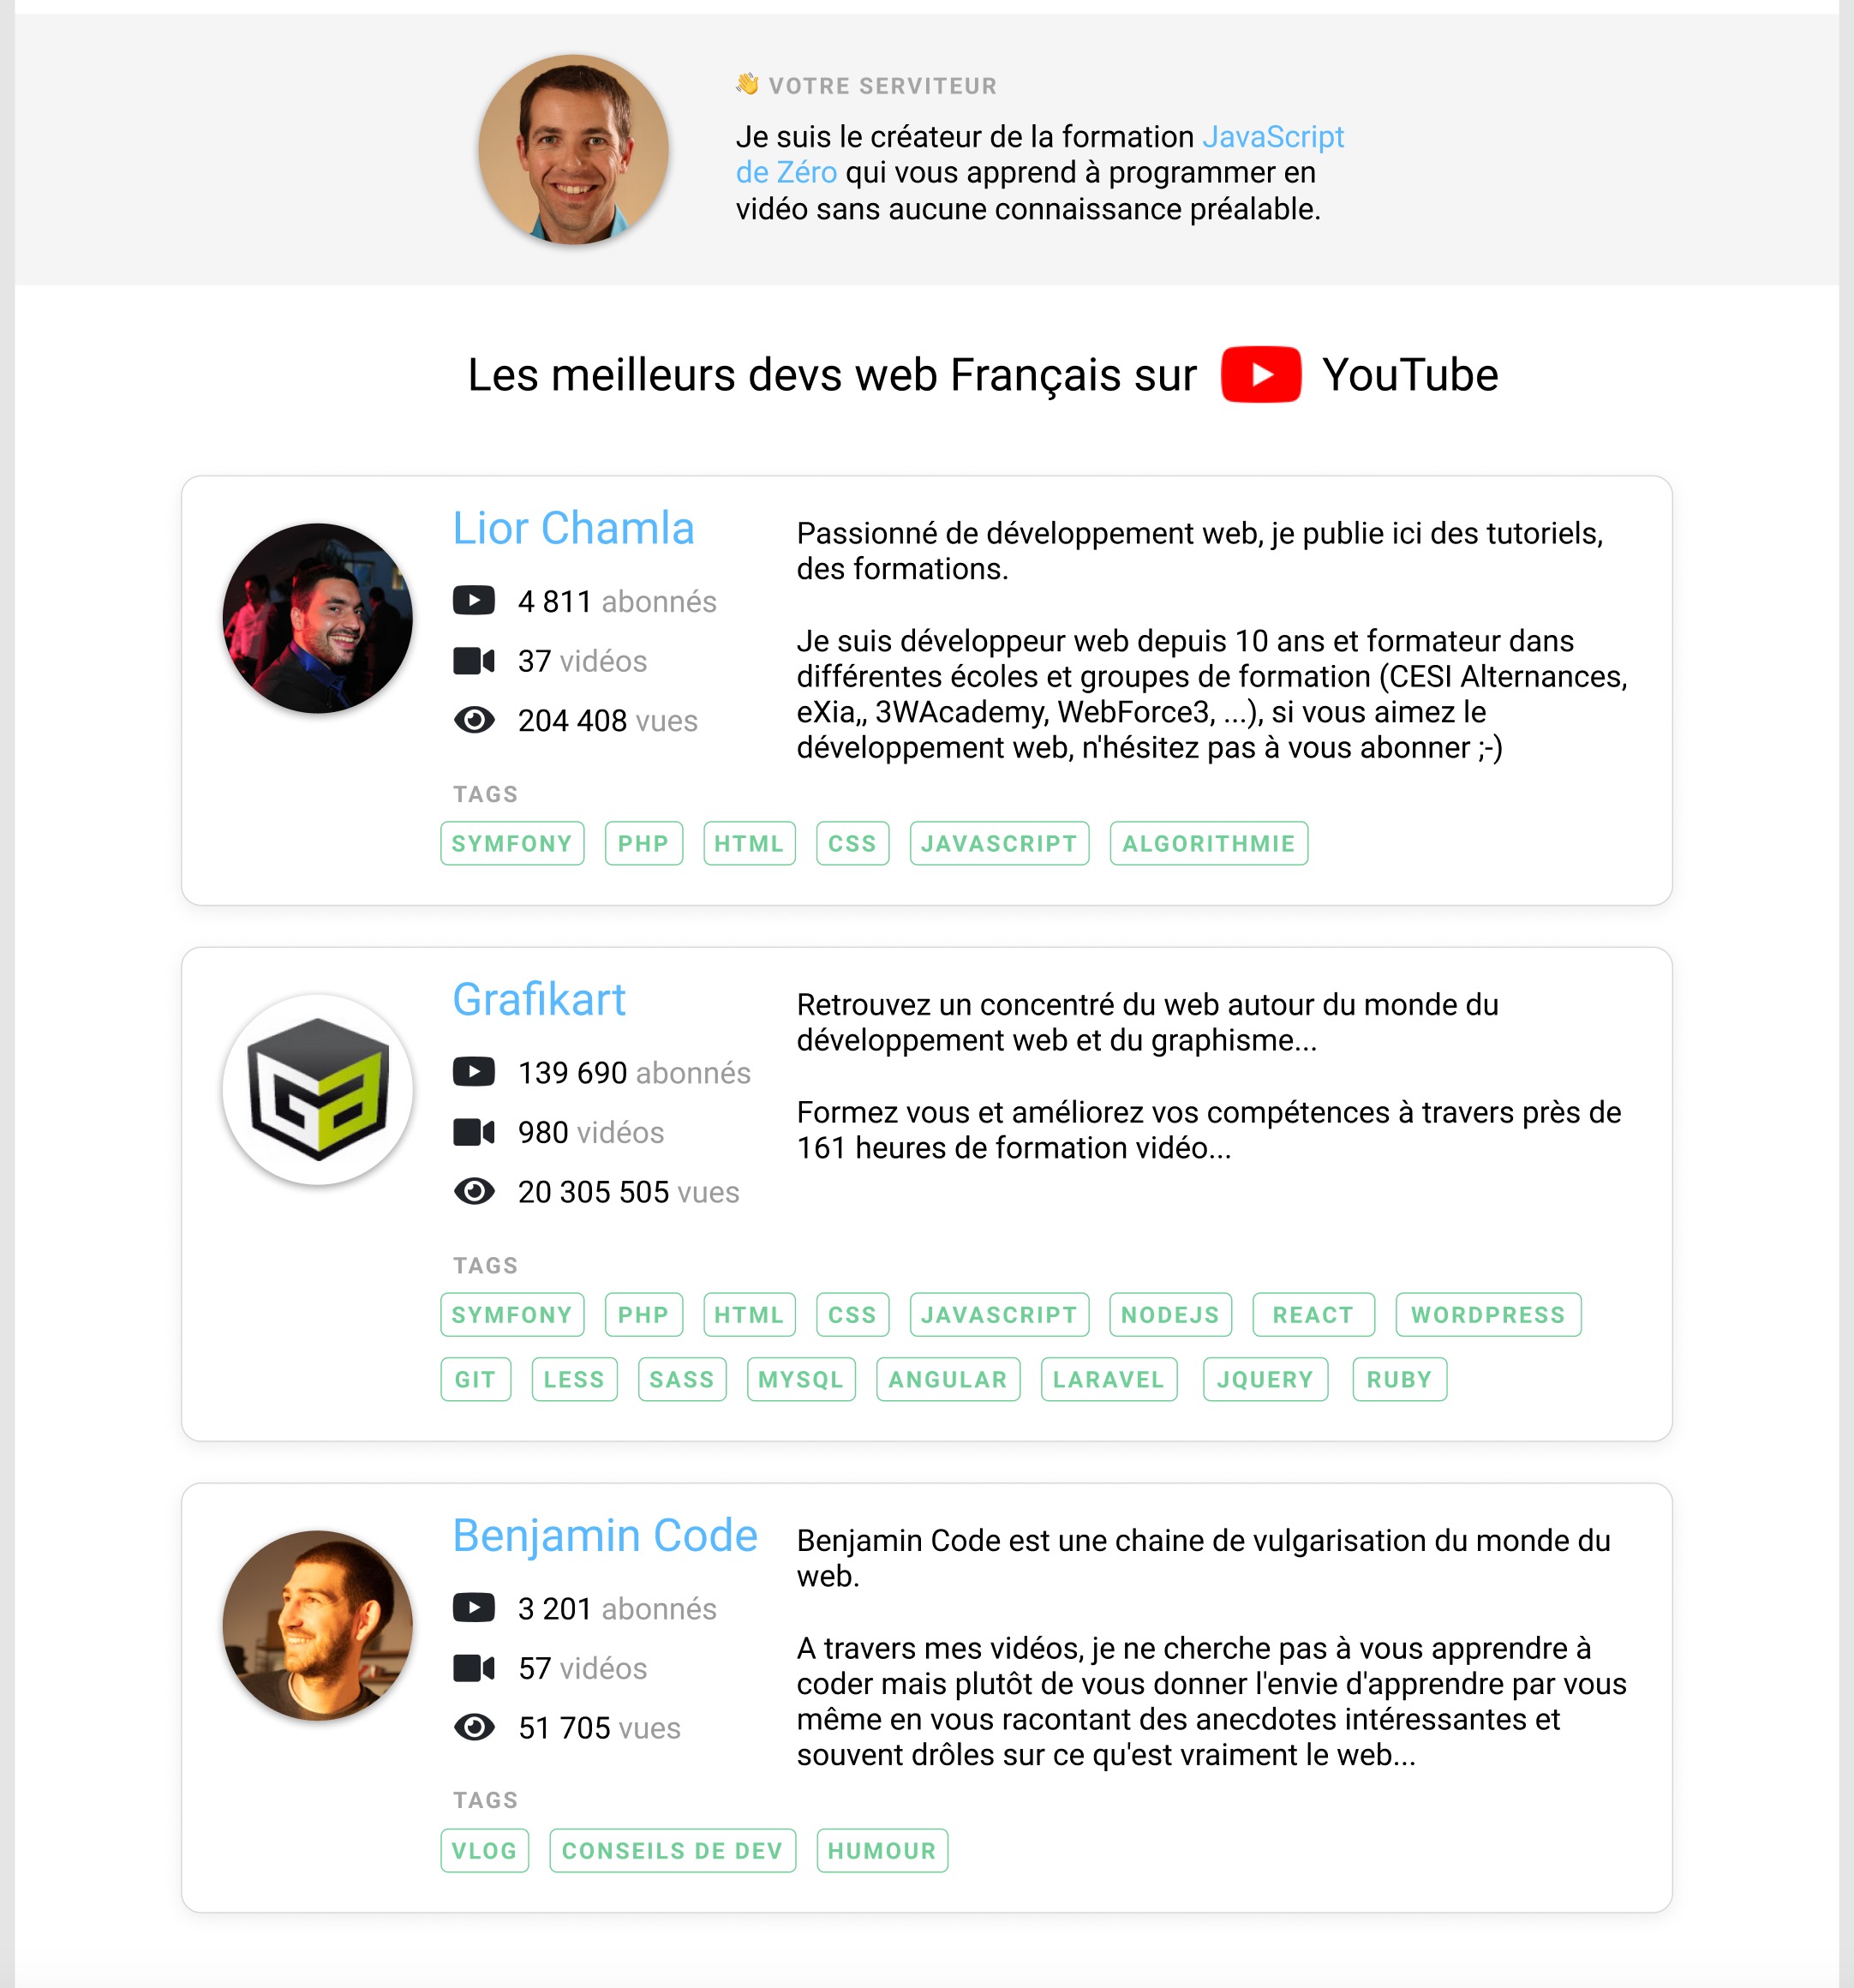 👋 VOTRE SERVITEUR
Je suis le créateur de la formation JavaScript
de Zéro qui vous apprend à programmer en
vidéo sans aucune connaissance préalable.
Les meilleurs devs web Français sur YouTube
Lior Chamla
4 811 abonnés
37 vidéos
204 408 vues
Passionné de développement web, je publie ici des tutoriels,
des formations.
Je suis développeur web depuis 10 ans et formateur dans
différentes écoles et groupes de formation (CESI Alternances,
eXia,, 3WAcademy, WebForce3, ...), si vous aimez le
développement web, n'hésitez pas à vous abonner ;-)
TAGS
SYMFONY PHP HTML CSS JAVASCRIPT ALGORITHMIE
Grafikart
139 690 abonnés
980 vidéos
20 305 505 vues
Retrouvez un concentré du web autour du monde du
développement web et du graphisme...
Formez vous et améliorez vos compétences à travers près de
161 heures de formation vidéo...
TAGS
SYMFONY PHP HTML CSS JAVASCRIPT NODEJS REACT WORDPRESS
GIT LESS SASS MYSQL ANGULAR LARAVEL JQUERY RUBY
Benjamin Code
3 201 abonnés
57 vidéos
51 705 vues
Benjamin Code est une chaine de vulgarisation du monde du
web.
A travers mes vidéos, je ne cherche pas à vous apprendre à
coder mais plutôt de vous donner l'envie d'apprendre par vous
même en vous racontant des anecdotes intéressantes et
souvent drôles sur ce qu'est vraiment le web...
TAGS
VLOG CONSEILS DE DEV HUMOUR